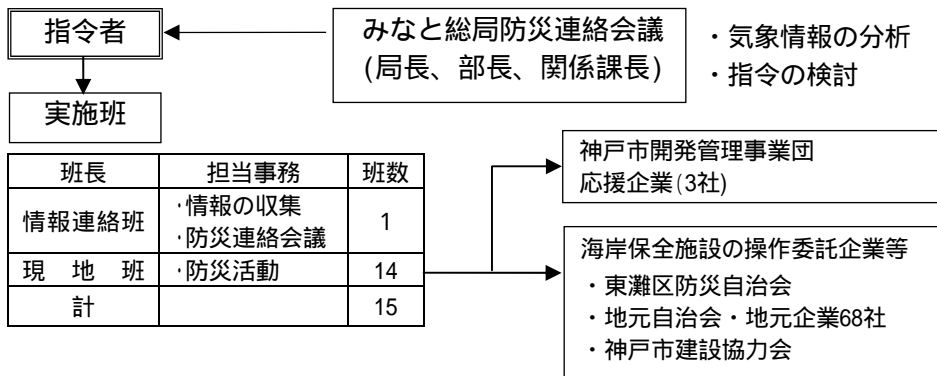 指令者
みなと総局防災連絡会議
(局長、部長、関係課長)
・気象情報の分析
・指令の検討
実施班
班長 担当事務 班数
情報連絡班 ・情報の収集 1
・防災連絡会議
現地班 ・防災活動 14
計 15
神戸市開発管理事業団
応援企業(3社)
海岸保全施設の操作委託企業等
・東灘区防災自治会
・地元自治会・地元企業68社
・神戸市建設協力会